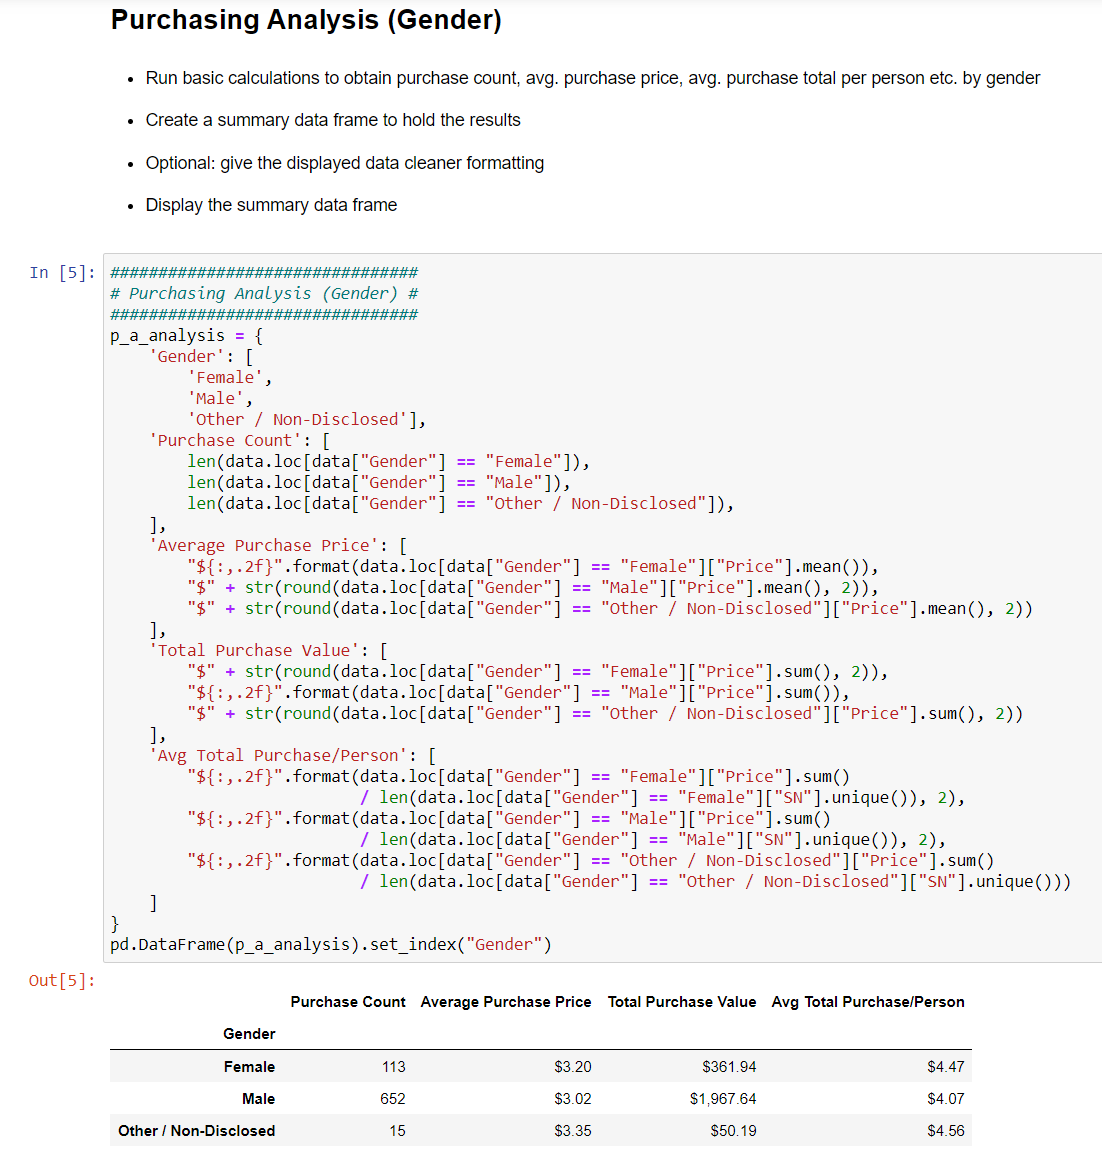 Purchasing Analysis (Gender)
• Run basic calculations to obtain purchase count, avg. purchase price, avg. purchase total per person etc. by gender
• Create a summary data frame to hold the results
• Optional: give the displayed data cleaner formatting
• Display the summary data frame
In [5]:
################################
# Purchasing Analysis (Gender) #
################################
p_a_analysis = {
    'Gender': [
        'Female',
        'Male',
        'Other / Non-Disclosed'],
    'Purchase Count': [
        len(data.loc[data["Gender"] == "Female"]),
        len(data.loc[data["Gender"] == "Male"]),
        len(data.loc[data["Gender"] == "Other / Non-Disclosed"]),
    ],
    'Average Purchase Price': [
        "${:,.2f}".format(data.loc[data["Gender"] == "Female"]["Price"].mean()),
        "$" + str(round(data.loc[data["Gender"] == "Male"]["Price"].mean(), 2)),
        "$" + str(round(data.loc[data["Gender"] == "Other / Non-Disclosed"]["Price"].mean(), 2))
    ],
    'Total Purchase Value': [
        "$" + str(round(data.loc[data["Gender"] == "Female"]["Price"].sum(), 2)),
        "${:,.2f}".format(data.loc[data["Gender"] == "Male"]["Price"].sum()),
        "$" + str(round(data.loc[data["Gender"] == "Other / Non-Disclosed"]["Price"].sum(), 2))
    ],
    'Avg Total Purchase/Person': [
        "${:,.2f}".format(data.loc[data["Gender"] == "Female"]["Price"].sum()
                          / len(data.loc[data["Gender"] == "Female"]["SN"].unique()), 2),
        "${:,.2f}".format(data.loc[data["Gender"] == "Male"]["Price"].sum()
                          / len(data.loc[data["Gender"] == "Male"]["SN"].unique()), 2),
        "${:,.2f}".format(data.loc[data["Gender"] == "Other / Non-Disclosed"]["Price"].sum()
                          / len(data.loc[data["Gender"] == "Other / Non-Disclosed"]["SN"].unique()))
    ]
}
pd.DataFrame(p_a_analysis).set_index("Gender")
Out[5]:
Purchase Count Average Purchase Price Total Purchase Value Avg Total Purchase/Person
Gender
Female 113 $3.20 $361.94 $4.47
Male 652 $3.02 $1,967.64 $4.07
Other / Non-Disclosed 15 $3.35 $50.19 $4.56